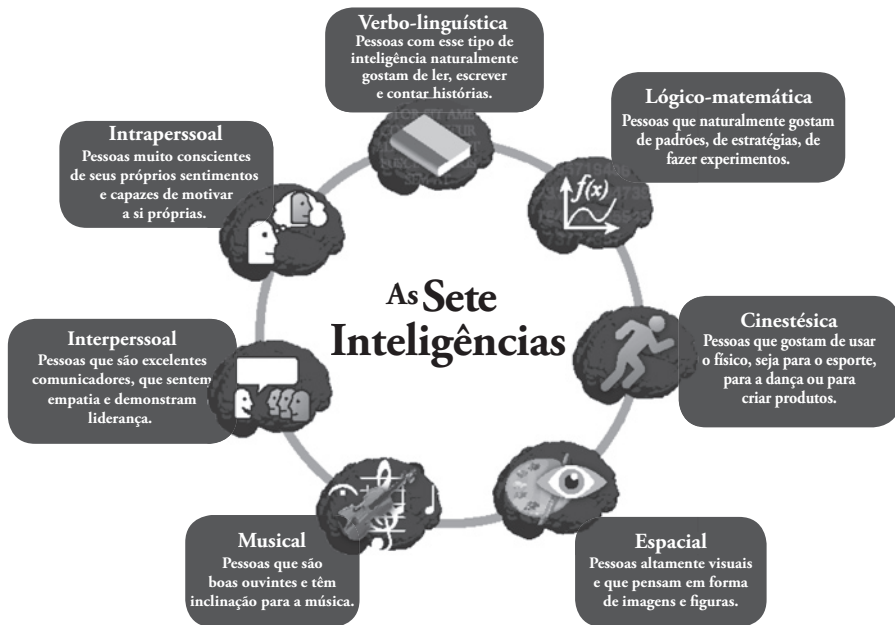 Verbo-linguística
Pessoas com esse tipo de
inteligência naturalmente
gostam de ler, escrever
e contar histórias.
Lógico-matemática
Pessoas que naturalmente gostam
de padrões, de estratégias, de
fazer experimentos.
f(x)
Cinestésica
Pessoas que gostam de usar
o físico, seja para o esporte,
para a dança ou para
criar produtos.
Espacial
Pessoas altamente visuais
e que pensam em forma
de imagens e figuras.
Musical
Pessoas que são
boas ouvintes e têm
inclinação para a música.
Interperssoal
Pessoas que são excelentes
comunicadores, que sentem
empatia e demonstram
liderança.
Intraperssoal
Pessoas muito conscientes
de seus próprios sentimentos
e capazes de motivar
a si próprias.
As Sete
Inteligências